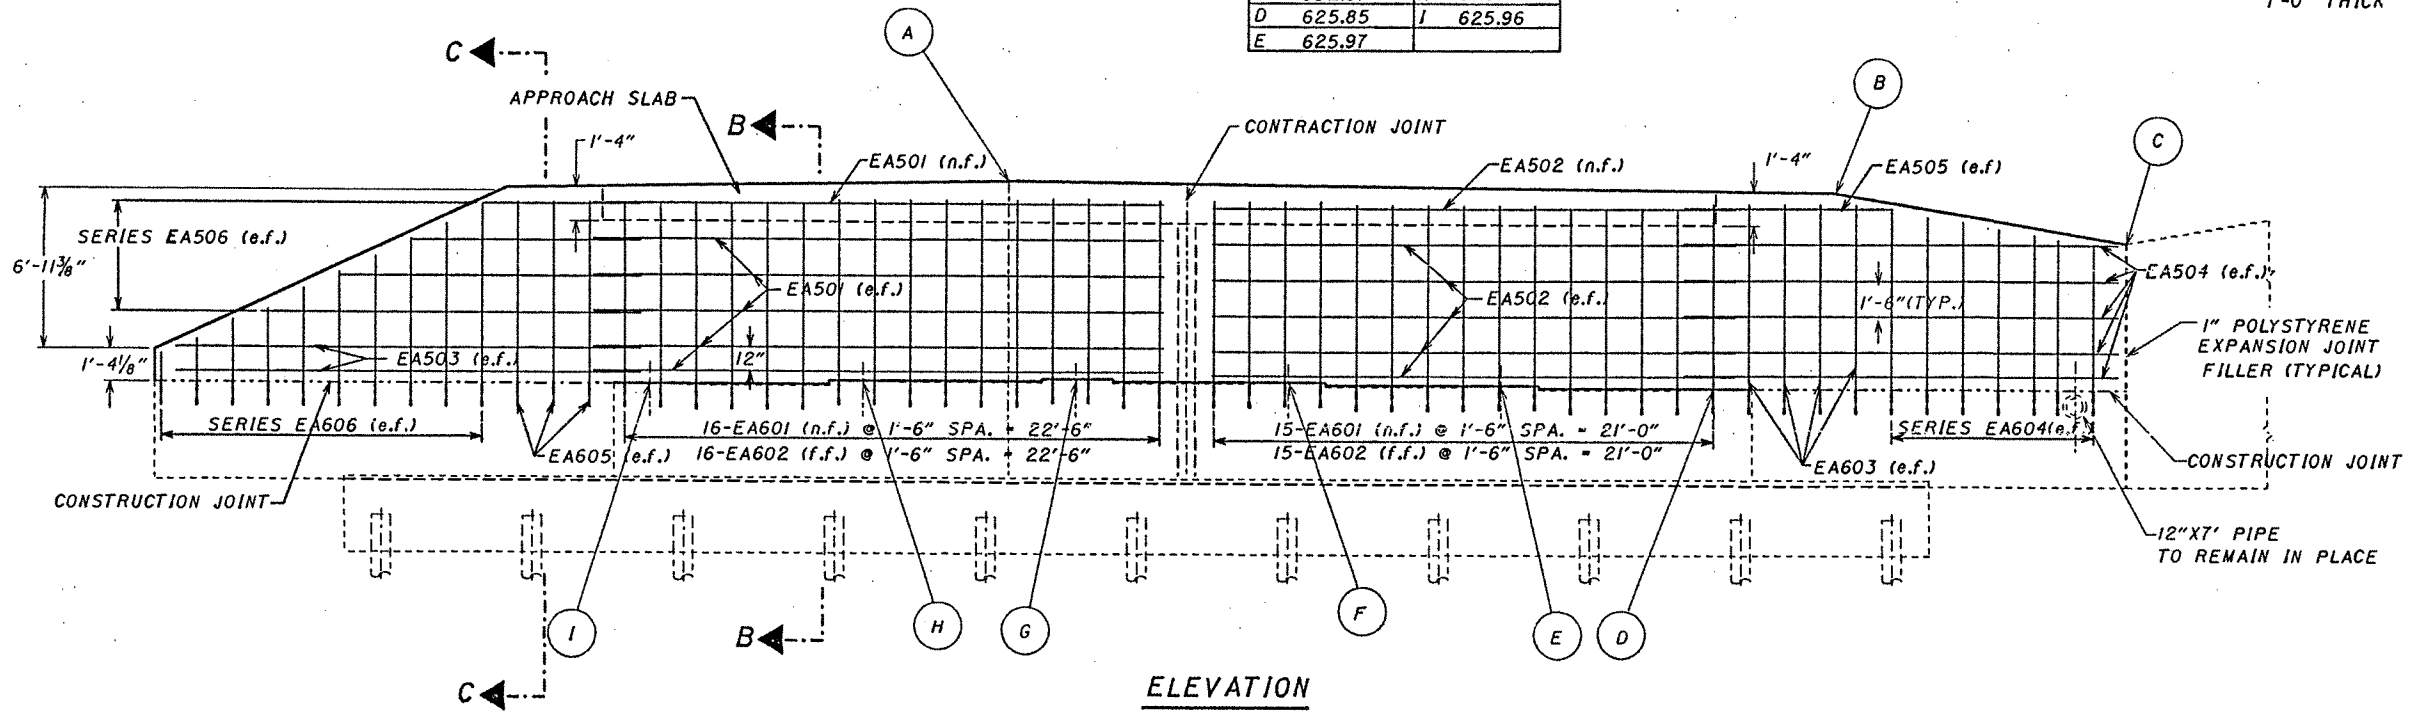 D 625.85 I 625.96
E 625.97
1'-0" THICK
A
C
APPROACH SLAB
B
1'-4"
CONTRACTION JOINT
B
C
EA501 (n.f.)
EA502 (n.f.)
1'-4"
EA505 (e.f)
SERIES EA506 (e.f.)
6'-11⅜"
EA501 (e.f.)
EA502 (e.f.)
1'-6"(TYP.)
EA504 (e.f.)
1" POLYSTYRENE
EXPANSION JOINT
FILLER (TYPICAL)
1'-4⅛"
EA503 (e.f.)
12"
SERIES EA606 (e.f.)
16-EA601 (n.f.) @ 1'-6" SPA. = 22'-6"
15-EA601 (n.f.) @ 1'-6" SPA. = 21'-0"
SERIES EA604(e.f.)
EA605 (e.f.)
16-EA602 (f.f.) @ 1'-6" SPA. = 22'-6"
15-EA602 (f.f.) @ 1'-6" SPA. = 21'-0"
EA603 (e.f.)
CONSTRUCTION JOINT
CONSTRUCTION JOINT
12"X7' PIPE
TO REMAIN IN PLACE
I
H
G
F
E
D
B
C
ELEVATION